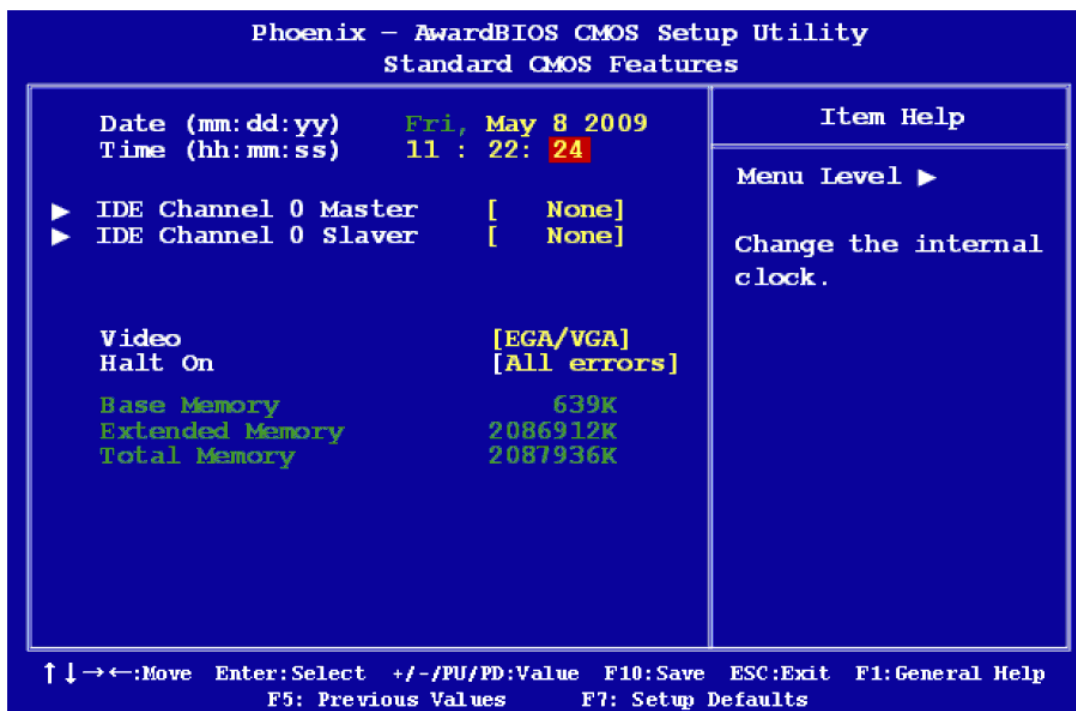 Phoenix – AwardBIOS CMOS Setup Utility
Standard CMOS Features
Date (mm:dd:yy) Fri, May 8 2009
Time (hh:mm:ss) 11 : 22: 24
▶ IDE Channel 0 Master [ None]
▶ IDE Channel 0 Slaver [ None]
Video [EGA/VGA]
Halt On [All errors]
Base Memory 639K
Extended Memory 2086912K
Total Memory 2087936K
Item Help
Menu Level ▶
Change the internal
clock.
↑↓→←:Move Enter:Select +/-/PU/PD:Value F10:Save ESC:Exit F1:General Help
F5: Previous Values F7: Setup Defaults